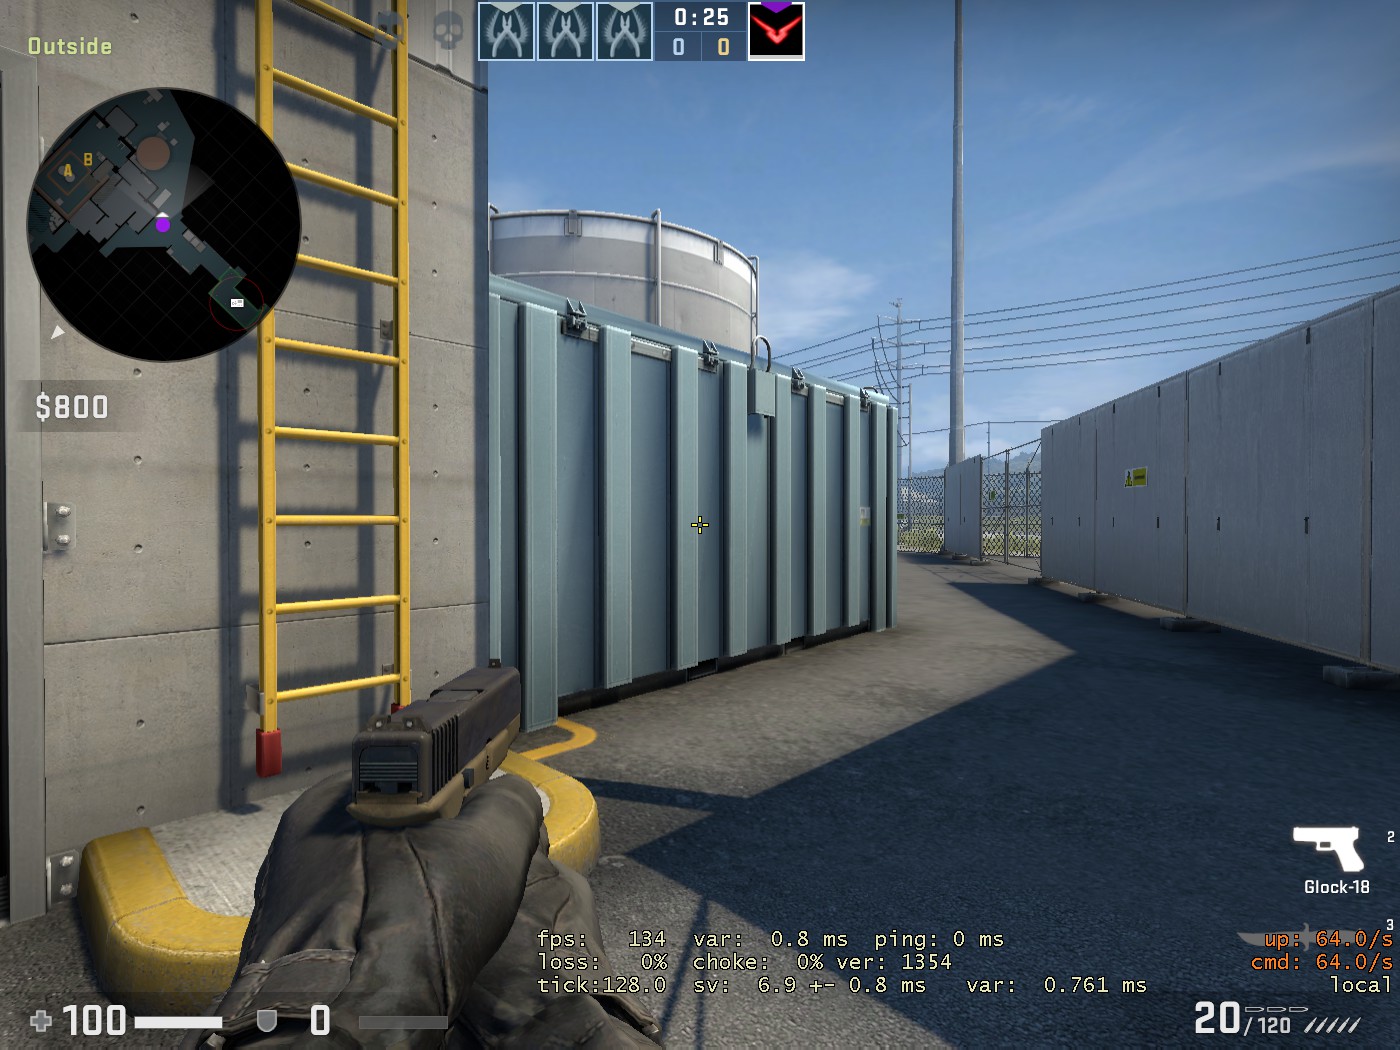 0:25
0 0
Outside
B
A
$800
2
Glock-18
3
fps: 134 var: 0.8 ms ping: 0 ms
up: 64.0/s
loss: 0% choke: 0% ver: 1354
cmd: 64.0/s
tick:128.0 sv: 6.9 +- 0.8 ms var: 0.761 ms
local
100
0
20/120